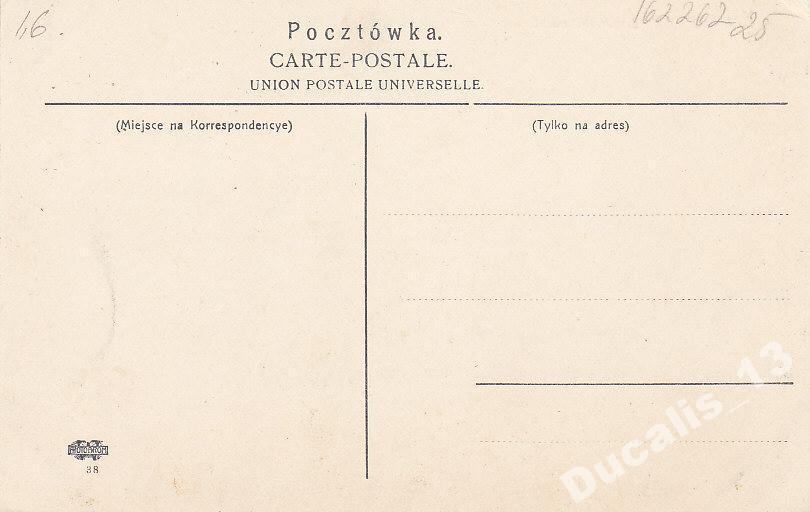 16.
162262 25
Pocztówka.
CARTE-POSTALE.
UNION POSTALE UNIVERSELLE.
(Miejsce na Korrespondencye)
(Tylko na adres)
38
Ducalis_13